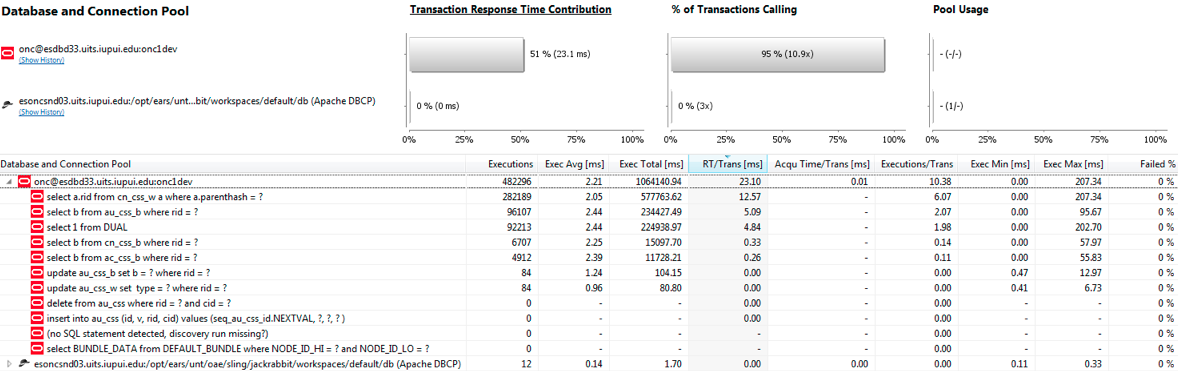 Database and Connection Pool
Transaction Response Time Contribution
% of Transactions Calling
Pool Usage
onc@esdbd33.uits.iupui.edu:onc1dev
(Show History)
51 % (23.1 ms)
95 % (10.9x)
- (-/-)
esoncsnd03.uits.iupui.edu:/opt/ears/unt...bit/workspaces/default/db (Apache DBCP)
(Show History)
0 % (0 ms)
0 % (3x)
- (1/-)
0% 50% 100% 0% 25% 50% 75% 100% 0% 25% 50% 75% 100%
Database and Connection Pool Executions Exec Avg [ms] Exec Total [ms] RT/Trans [ms] Acqu Time/Trans [ms] Executions/Trans Exec Min [ms] Exec Max [ms] Failed %
onc@esdbd33.uits.iupui.edu:onc1dev 482296 2.21 1064140.94 23.10 0.01 10.38 0.00 207.34 0 %
select a.rid from cn_css_w a where a.parenthash = ? 282189 2.05 577763.62 12.57 - 6.07 0.00 207.34 0 %
select b from au_css_b where rid = ? 96107 2.44 234427.49 5.09 - 2.07 0.00 95.67 0 %
select 1 from DUAL 92213 2.44 224938.97 4.84 - 1.98 0.00 202.70 0 %
select b from cn_css_b where rid = ? 6707 2.25 15097.70 0.33 - 0.14 0.00 57.97 0 %
select b from ac_css_b where rid = ? 4912 2.39 11728.21 0.26 - 0.11 0.00 55.83 0 %
update au_css_b set b = ? where rid = ? 84 1.24 104.15 0.00 - 0.00 0.47 12.97 0 %
update au_css_w set type = ? where rid = ? 84 0.96 80.80 0.00 - 0.00 0.41 6.73 0 %
delete from au_css where rid = ? and cid = ? 0 - - 0.00 - 0.00 - - 0 %
insert into au_css (id, v, rid, cid) values (seq_au_css_id.NEXTVAL, ?, ?, ? ) 0 - - 0.00 - 0.00 - - 0 %
(no SQL statement detected, discovery run missing?) 0 - - - - 0.00 - - 0 %
select BUNDLE_DATA from DEFAULT_BUNDLE where NODE_ID_HI = ? and NODE_ID_LO = ? 0 - - - - 0.00 - - 0 %
esoncsnd03.uits.iupui.edu:/opt/ears/unt/oae/sling/jackrabbit/workspaces/default/db (Apache DBCP) 12 0.14 1.70 0.00 0.00 0.00 0.11 0.33 0 %